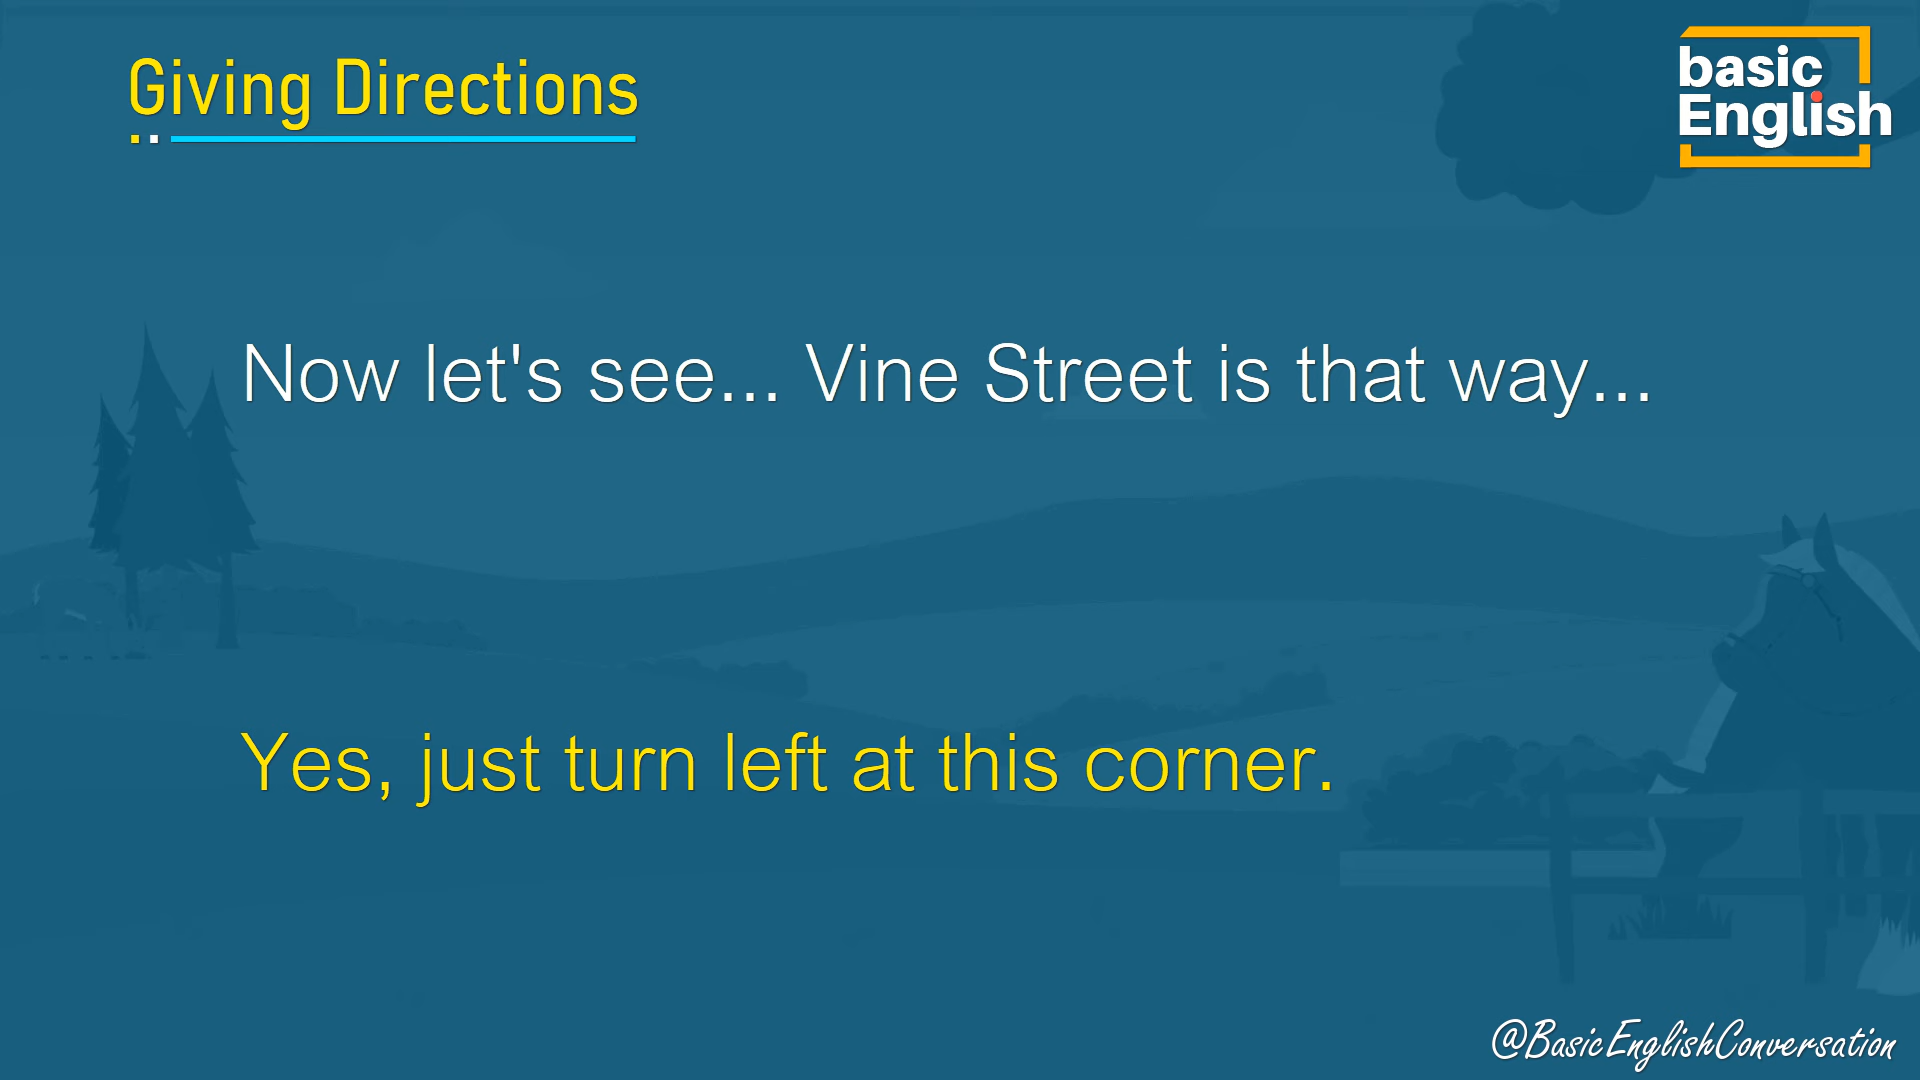 Giving Directions
basic
English
Now let's see... Vine Street is that way...
Yes, just turn left at this corner.
@BasicEnglishConversation